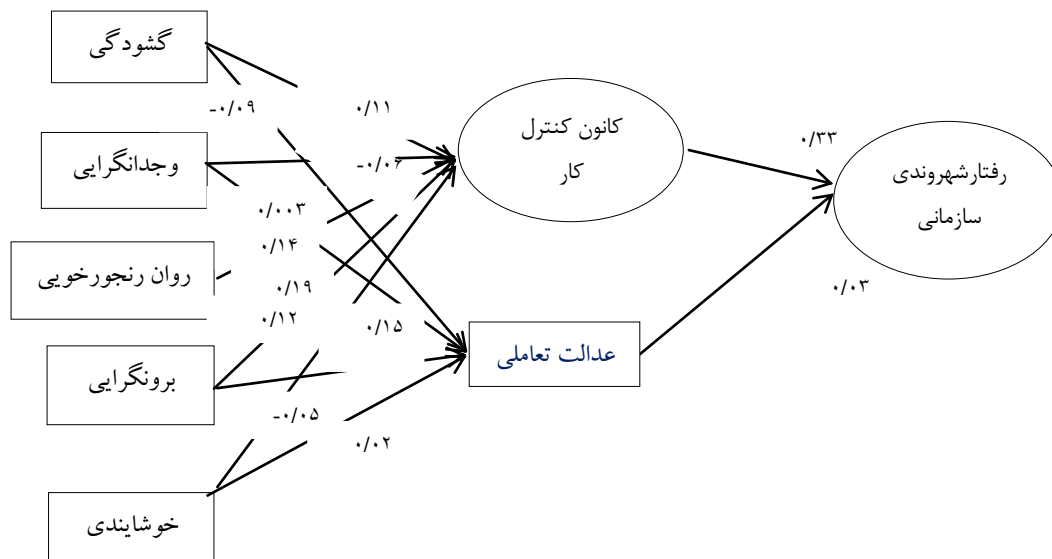 گشودگی
-۰/۰۹
۰/۱۱
کانون کنترل
کار
۰/۳۳
رفتارشهروندی
سازمانی
وجدانگرایی
-۰/۰۶
۰/۰۰۳
روان رنجورخویی
۰/۱۴
۰/۱۹
۰/۰۳
۰/۱۲
۰/۱۵
عدالت تعاملی
برونگرایی
-۰/۰۵
۰/۰۲
خوشایندی